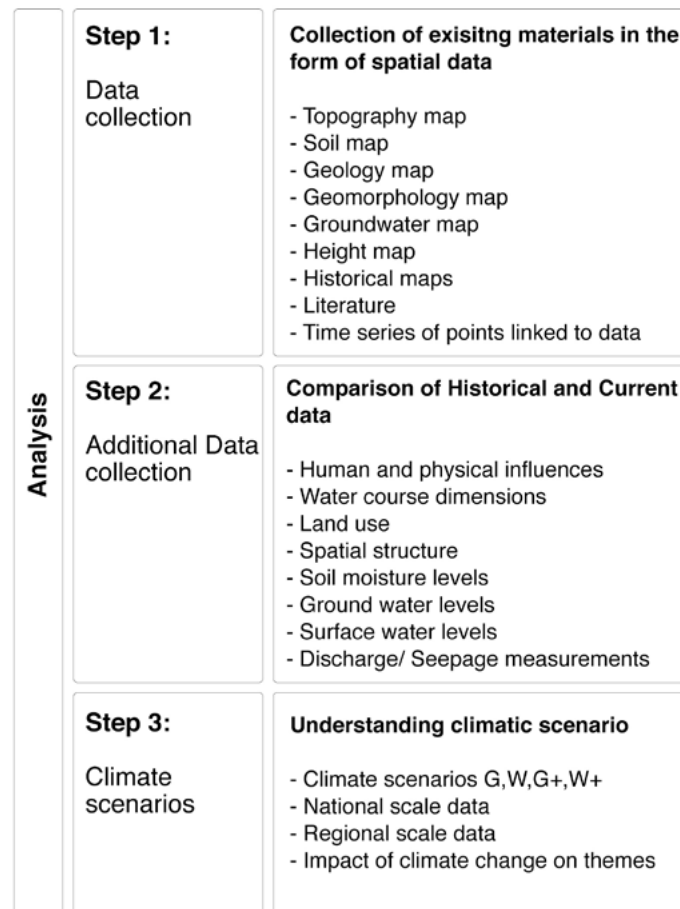 Analysis
Step 1:
Data
collection
Collection of exisitng materials in the
form of spatial data
- Topography map
- Soil map
- Geology map
- Geomorphology map
- Groundwater map
- Height map
- Historical maps
- Literature
- Time series of points linked to data
Step 2:
Additional Data
collection
Comparison of Historical and Current
data
- Human and physical influences
- Water course dimensions
- Land use
- Spatial structure
- Soil moisture levels
- Ground water levels
- Surface water levels
- Discharge/ Seepage measurements
Step 3:
Climate
scenarios
Understanding climatic scenario
- Climate scenarios G,W,G+,W+
- National scale data
- Regional scale data
- Impact of climate change on themes